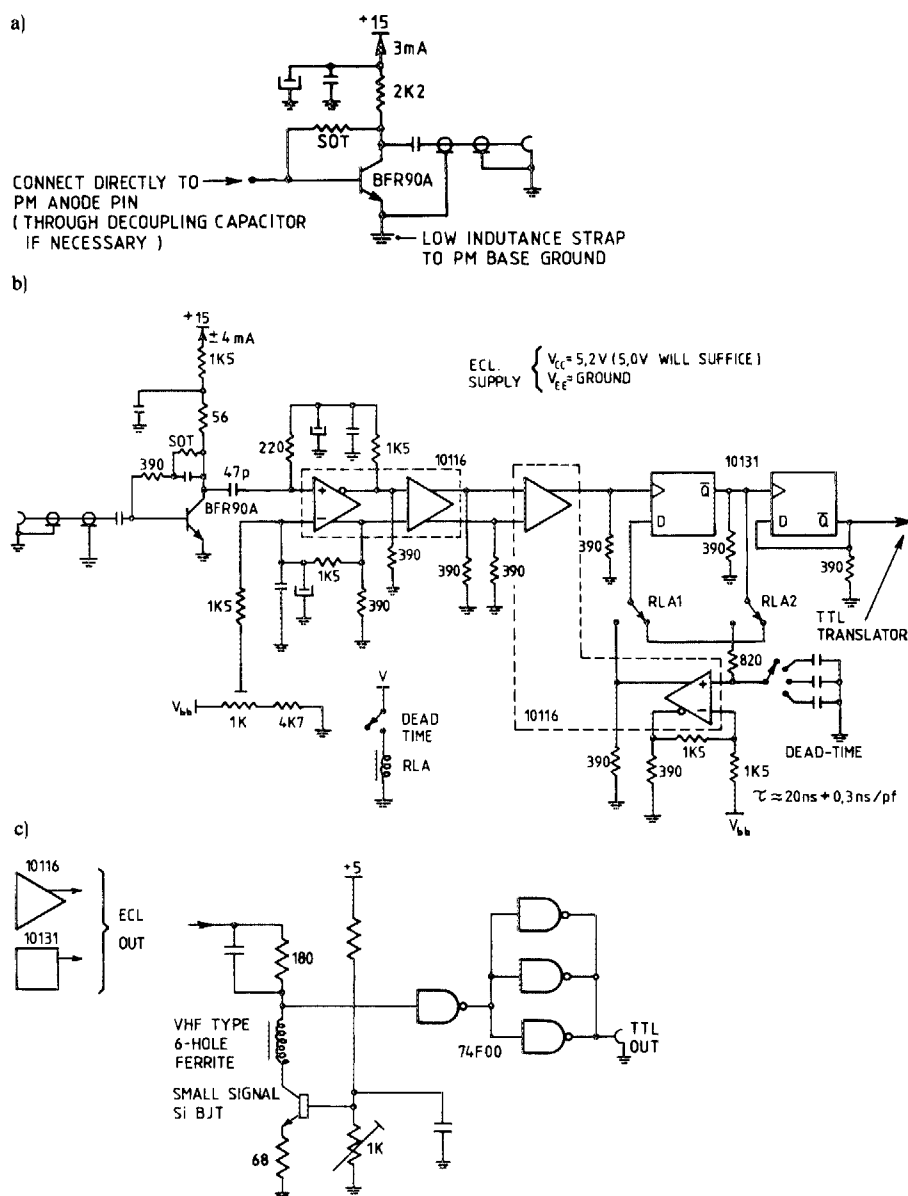 a)
+15
3mA
2K2
SOT
BFR90A
CONNECT DIRECTLY TO
PM ANODE PIN
( THROUGH DECOUPLING CAPACITOR
IF NECESSARY )
LOW INDUTANCE STRAP
TO PM BASE GROUND
b)
+15
± 4mA
1K5
56
SOT
390
47p
BFR90A
220
1K5
10116
+
-
1K5
390
390
390
390
1K5
Vbb
1K
4K7
V
DEAD
TIME
RLA
ECL.
SUPPLY
VCC= 5,2V (5,0V WILL SUFFICE)
VEE= GROUND
10131
Q̅
D
390
390
D
Q̅
390
RLA1
RLA2
TTL
TRANSLATOR
820
+
-
10116
1K5
390
390
1K5
Vbb
DEAD-TIME
τ ≈ 20ns + 0,3ns/pf
c)
10116
10131
ECL
OUT
180
VHF TYPE
6-HOLE
FERRITE
SMALL SIGNAL
Si BJT
68
+5
1K
74F00
TTL
OUT